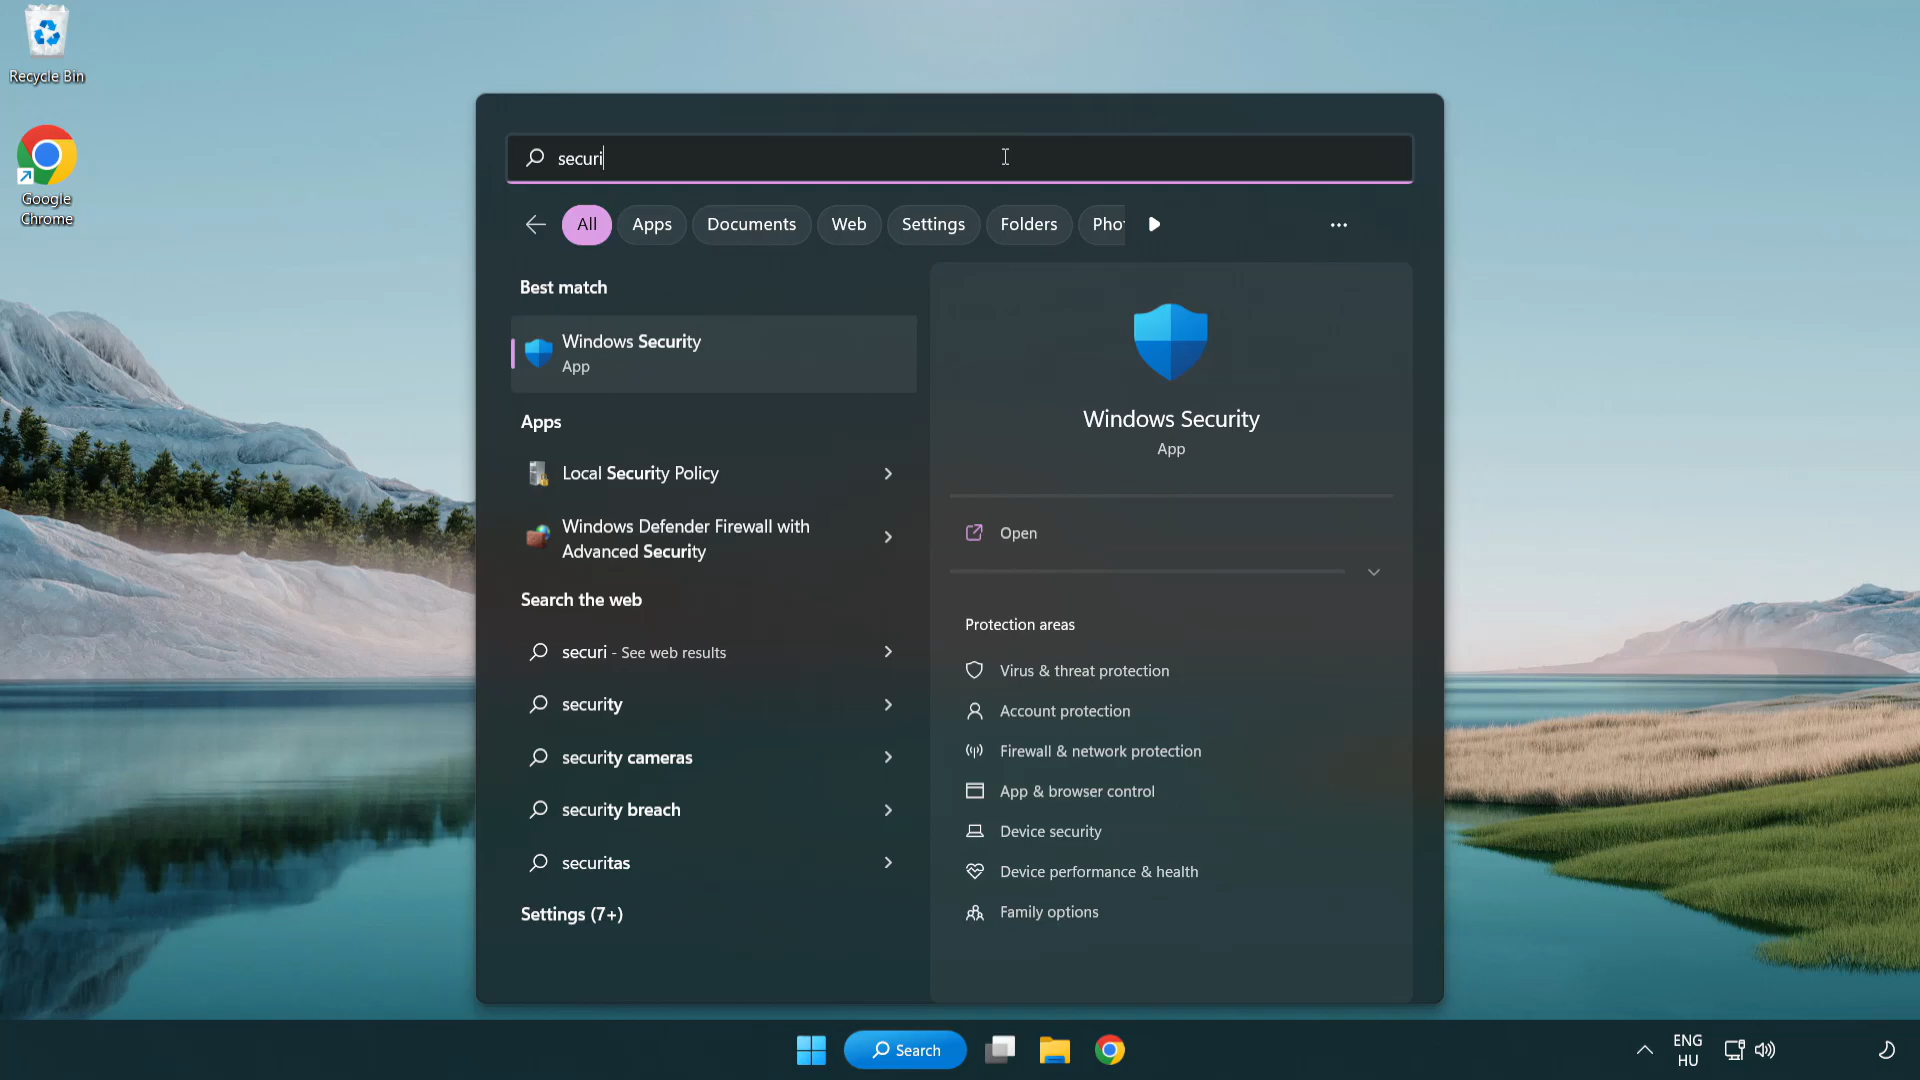 Recycle Bin
Google
Chrome
securi
All
Apps
Documents
Web
Settings
Folders
Best match
Windows Security
App
Apps
Local Security Policy
Windows Defender Firewall with
Advanced Security
Search the web
securi - See web results
security
security cameras
security breach
securitas
Settings (7+)
Windows Security
App
Open
Protection areas
Virus & threat protection
Account protection
Firewall & network protection
App & browser control
Device security
Device performance & health
Family options
Search
ENG
HU